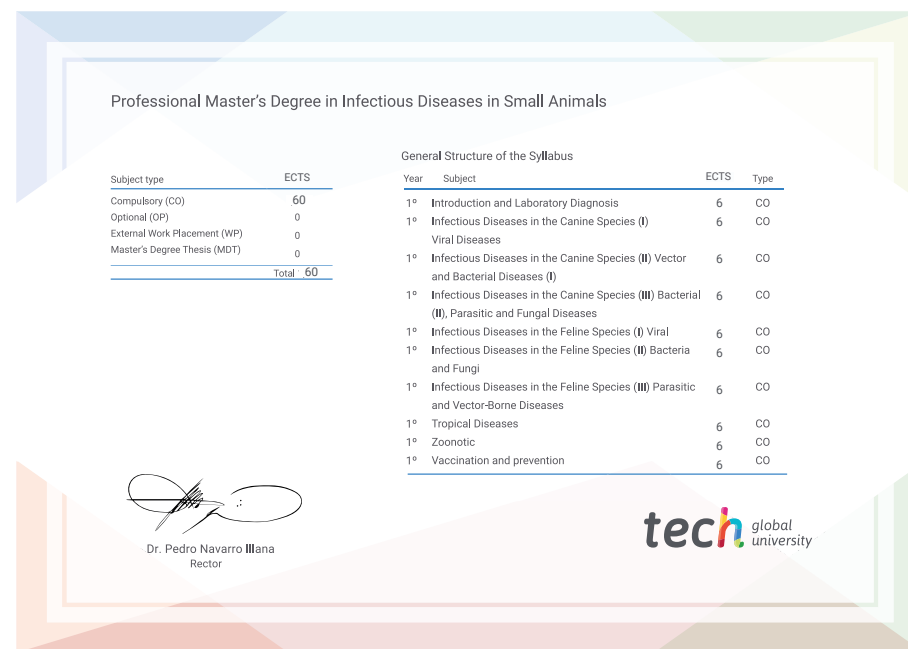 Professional Master's Degree in Infectious Diseases in Small Animals
Subject type ECTS
Compulsory (CO) 60
Optional (OP) 0
External Work Placement (WP) 0
Master's Degree Thesis (MDT) 0
Total 60
General Structure of the Syllabus
Year Subject ECTS Type
1º Introduction and Laboratory Diagnosis 6 CO
1º Infectious Diseases in the Canine Species (I) 6 CO
Viral Diseases
1º Infectious Diseases in the Canine Species (II) Vector 6 CO
and Bacterial Diseases (I)
1º Infectious Diseases in the Canine Species (III) Bacterial 6 CO
(II), Parasitic and Fungal Diseases
1º Infectious Diseases in the Feline Species (I) Viral 6 CO
1º Infectious Diseases in the Feline Species (II) Bacteria 6 CO
and Fungi
1º Infectious Diseases in the Feline Species (III) Parasitic 6 CO
and Vector-Borne Diseases
1º Tropical Diseases 6 CO
1º Zoonotic 6 CO
1º Vaccination and prevention 6 CO
Dr. Pedro Navarro Illana
Rector
tech global
university